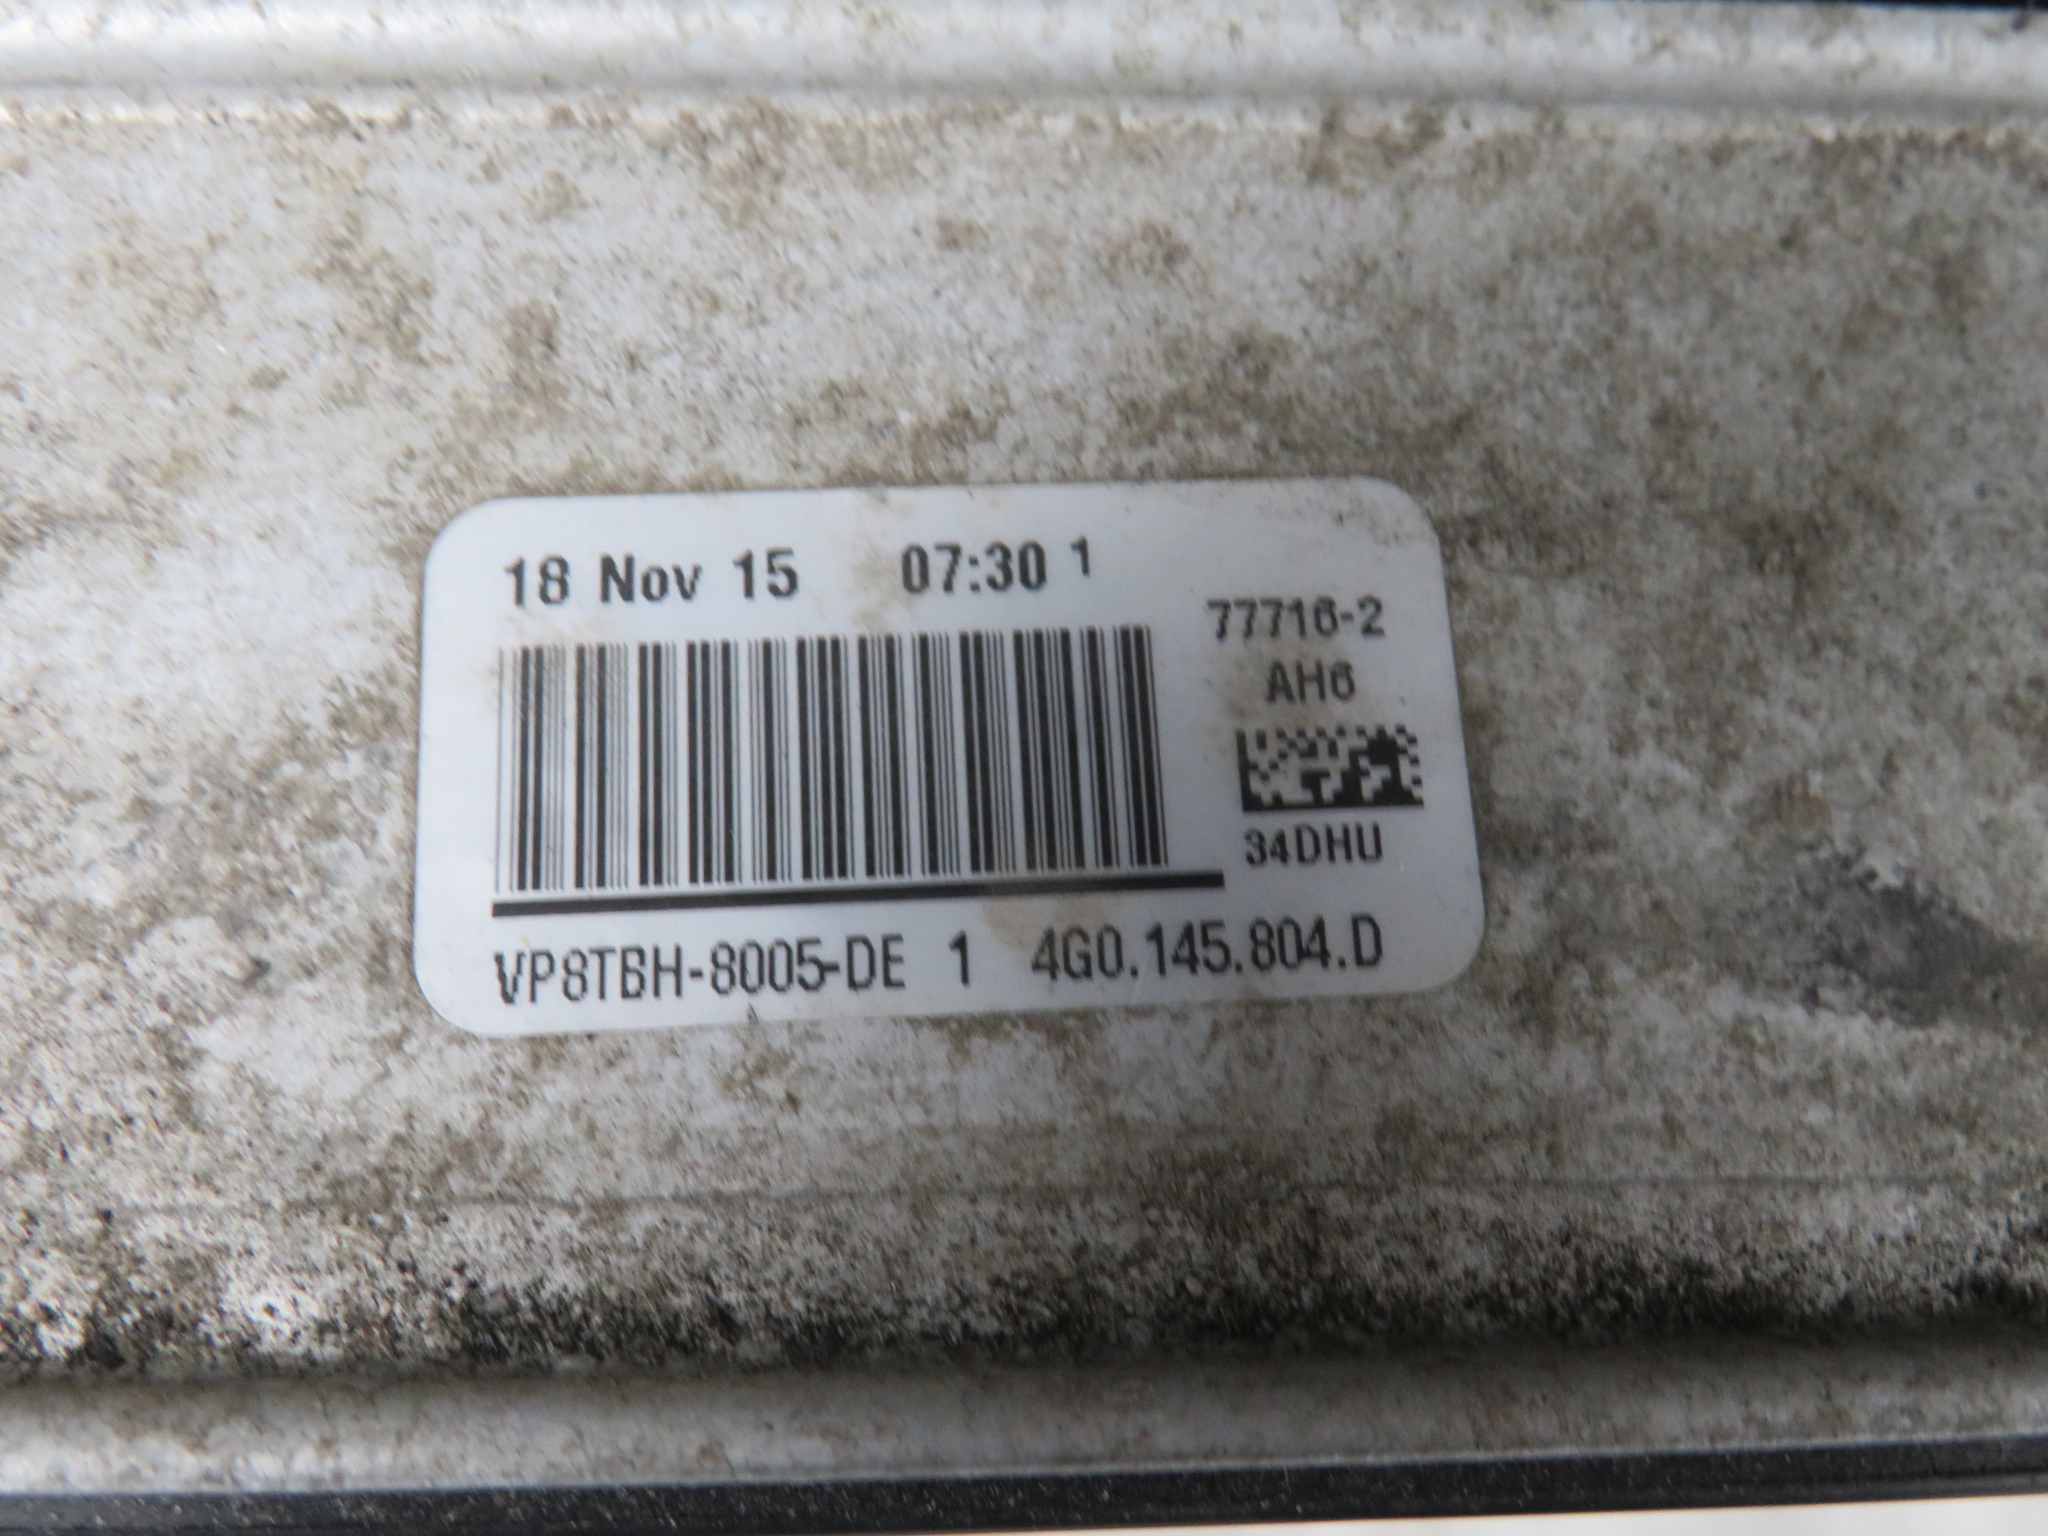 18 Nov 15 07:30 1
77716-2
AH6
34DHU
VP8TBH-8005-DE 1 4G0.145.804.D